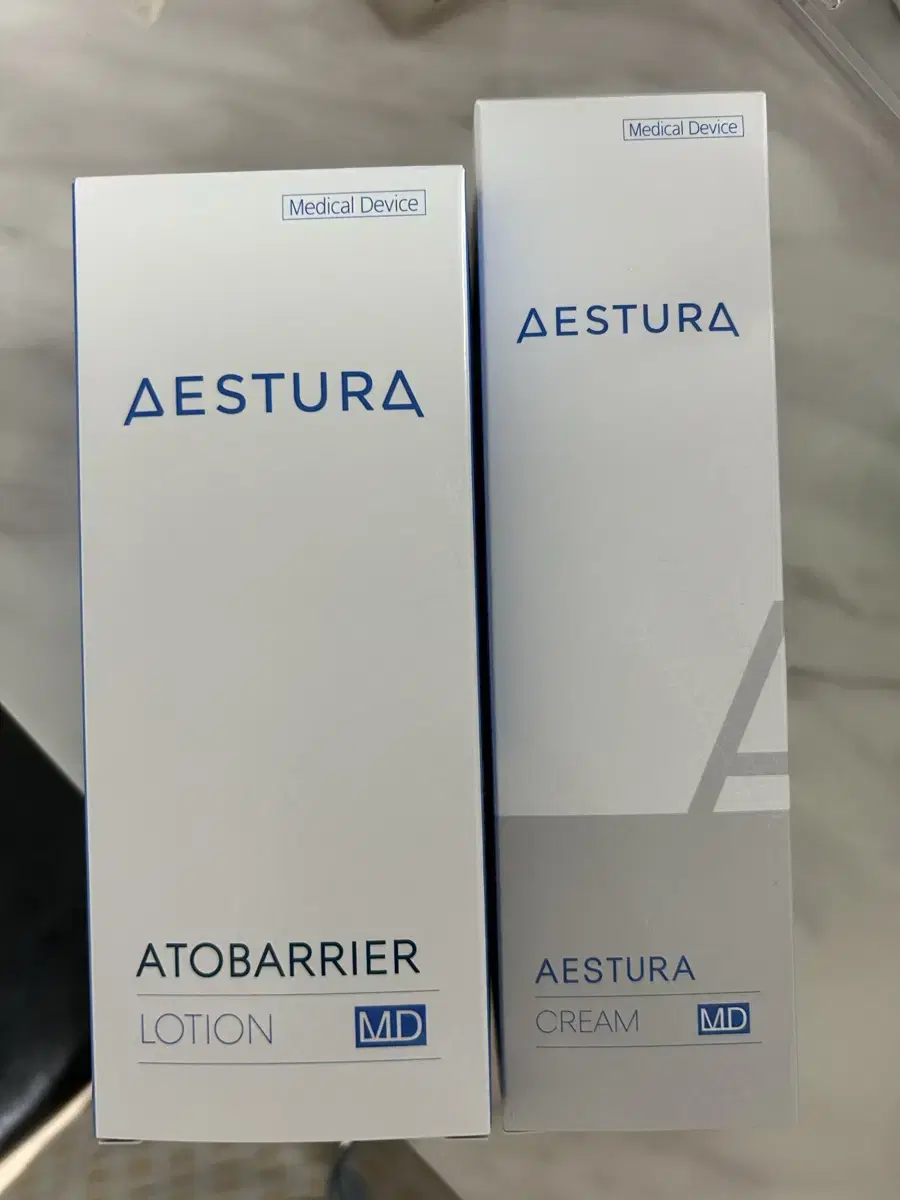 Medical Device
AESTURA
ATOBARRIER
LOTION MD
Medical Device
AESTURA
A
AESTURA
CREAM MD